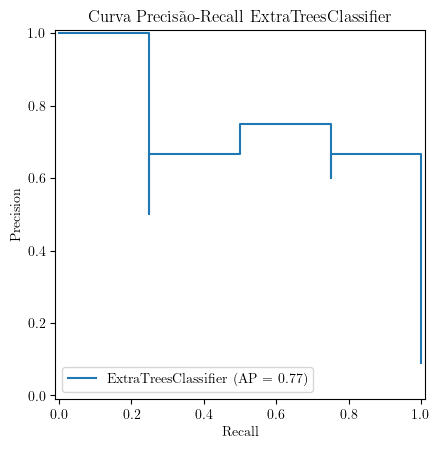 Curva Precisão-Recall ExtraTreesClassifier
1.0
0.8
0.6
0.4
0.2
0.0
Precision
ExtraTreesClassifier (AP = 0.77)
0.0 0.2 0.4 0.6 0.8 1.0
Recall